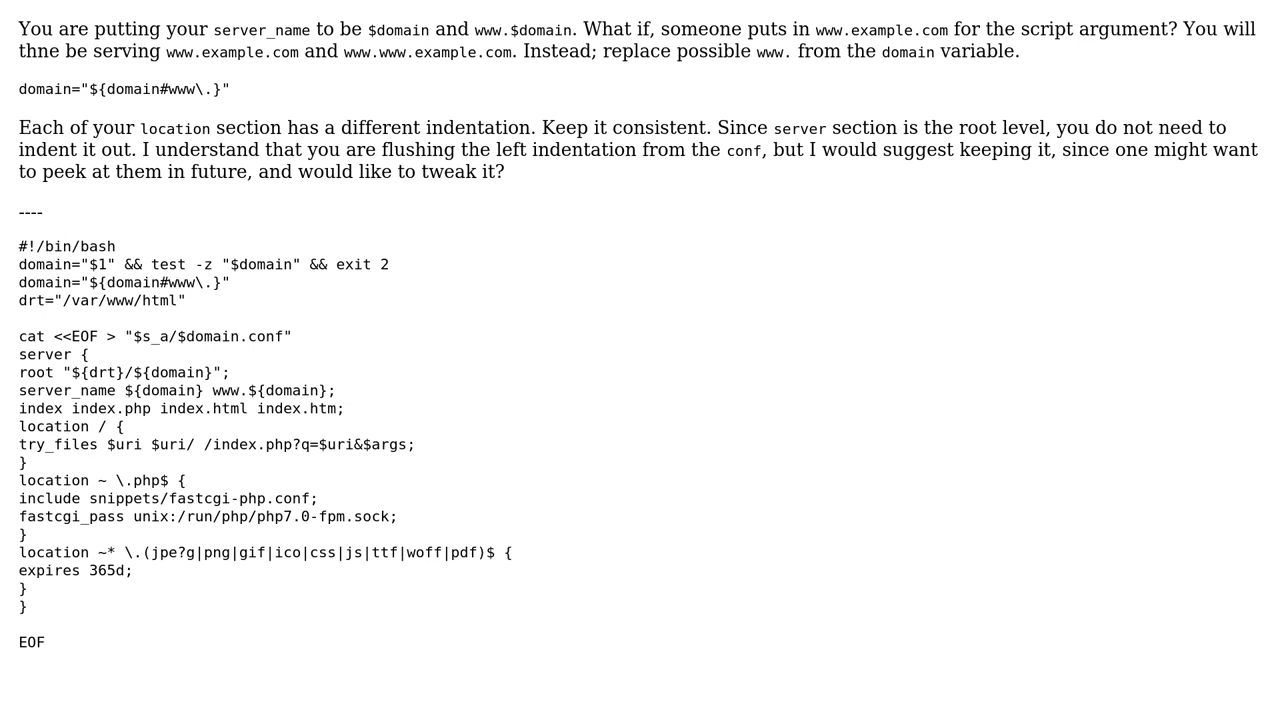 You are putting your server_name to be $domain and www.$domain. What if, someone puts in www.example.com for the script argument? You will
thne be serving www.example.com and www.www.example.com. Instead; replace possible www. from the domain variable.
domain="${domain#www\.}"
Each of your location section has a different indentation. Keep it consistent. Since server section is the root level, you do not need to
indent it out. I understand that you are flushing the left indentation from the conf, but I would suggest keeping it, since one might want
to peek at them in future, and would like to tweak it?
----
#!/bin/bash
domain="$1" && test -z "$domain" && exit 2
domain="${domain#www\.}"
drt="/var/www/html"
cat <<EOF > "$s_a/$domain.conf"
server {
root "${drt}/${domain}";
server_name ${domain} www.${domain};
index index.php index.html index.htm;
location / {
try_files $uri $uri/ /index.php?q=$uri&$args;
}
location ~ \.php$ {
include snippets/fastcgi-php.conf;
fastcgi_pass unix:/run/php/php7.0-fpm.sock;
}
location ~* \.(jpe?g|png|gif|ico|css|js|ttf|woff|pdf)$ {
expires 365d;
}
}
EOF